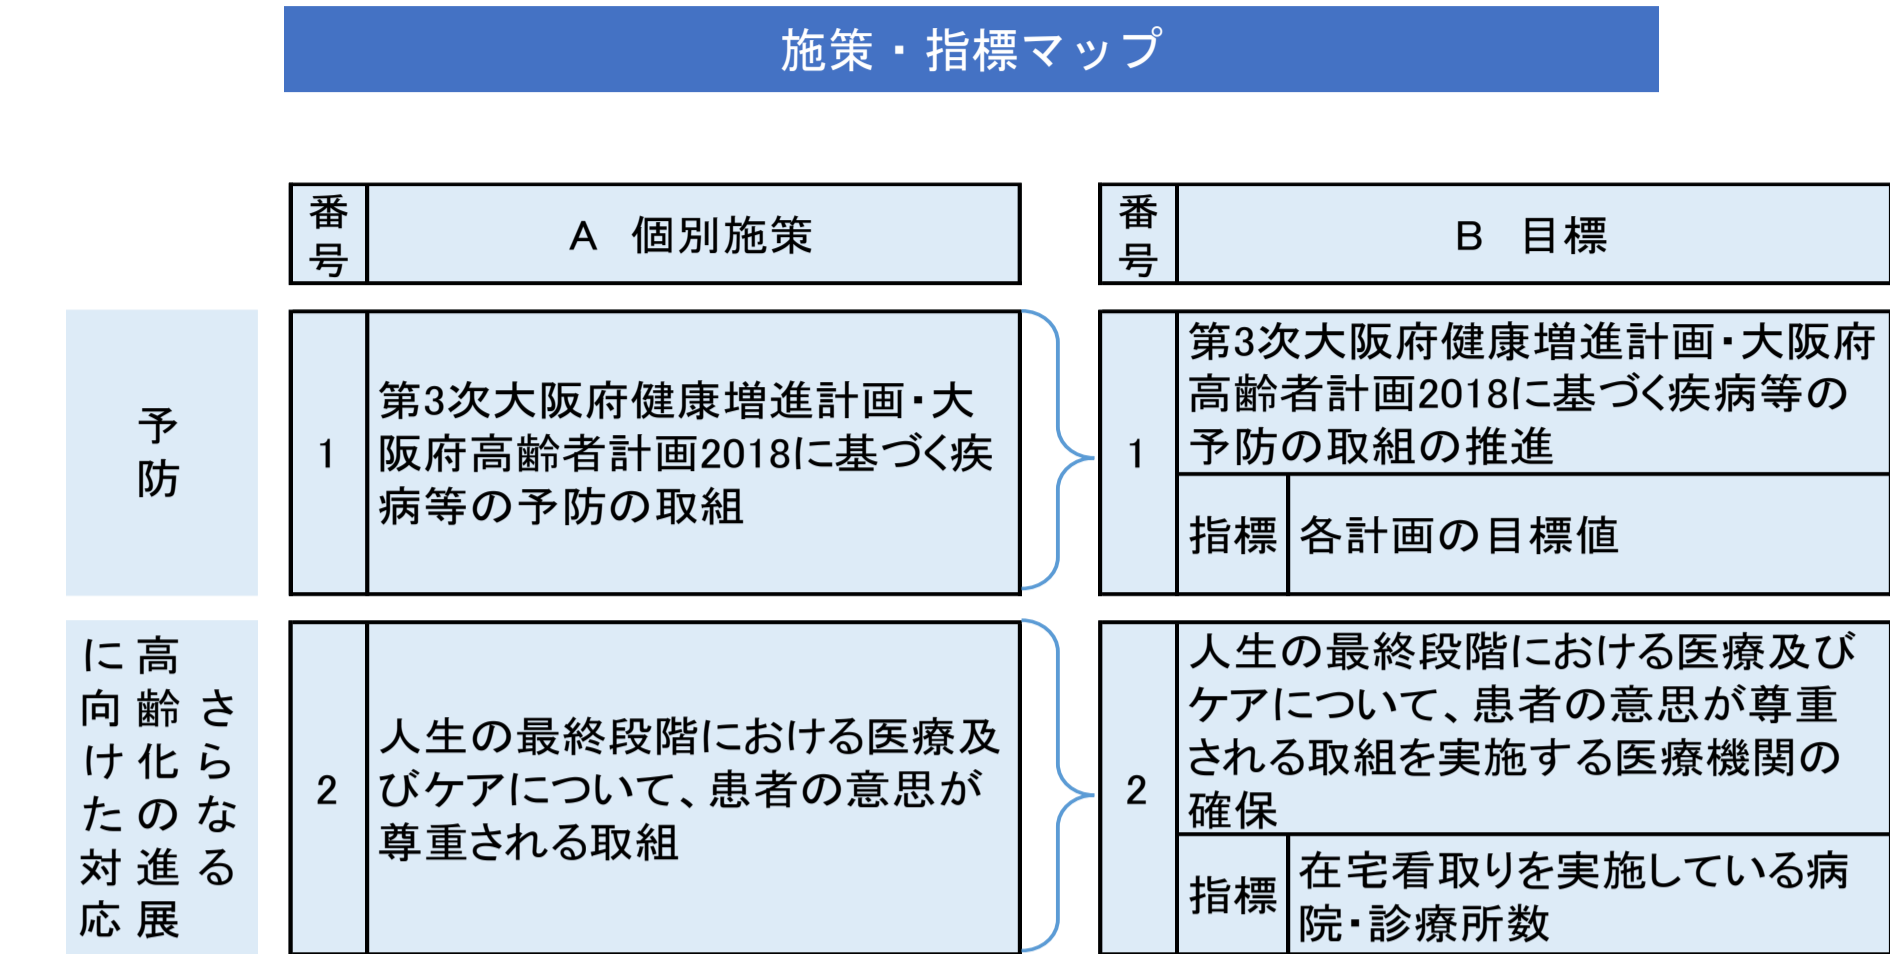 施策・指標マップ
番号
A　個別施策
番号
B　目標
予防
1
第3次大阪府健康増進計画・大
阪府高齢者計画2018に基づく疾
病等の予防の取組
1
第3次大阪府健康増進計画・大阪府
高齢者計画2018に基づく疾病等の
予防の取組の推進
指標
各計画の目標値
さらなる
高齢化の進展
に向けた対応
2
人生の最終段階における医療及
びケアについて、患者の意思が
尊重される取組
2
人生の最終段階における医療及び
ケアについて、患者の意思が尊重
される取組を実施する医療機関の
確保
指標
在宅看取りを実施している病
院・診療所数